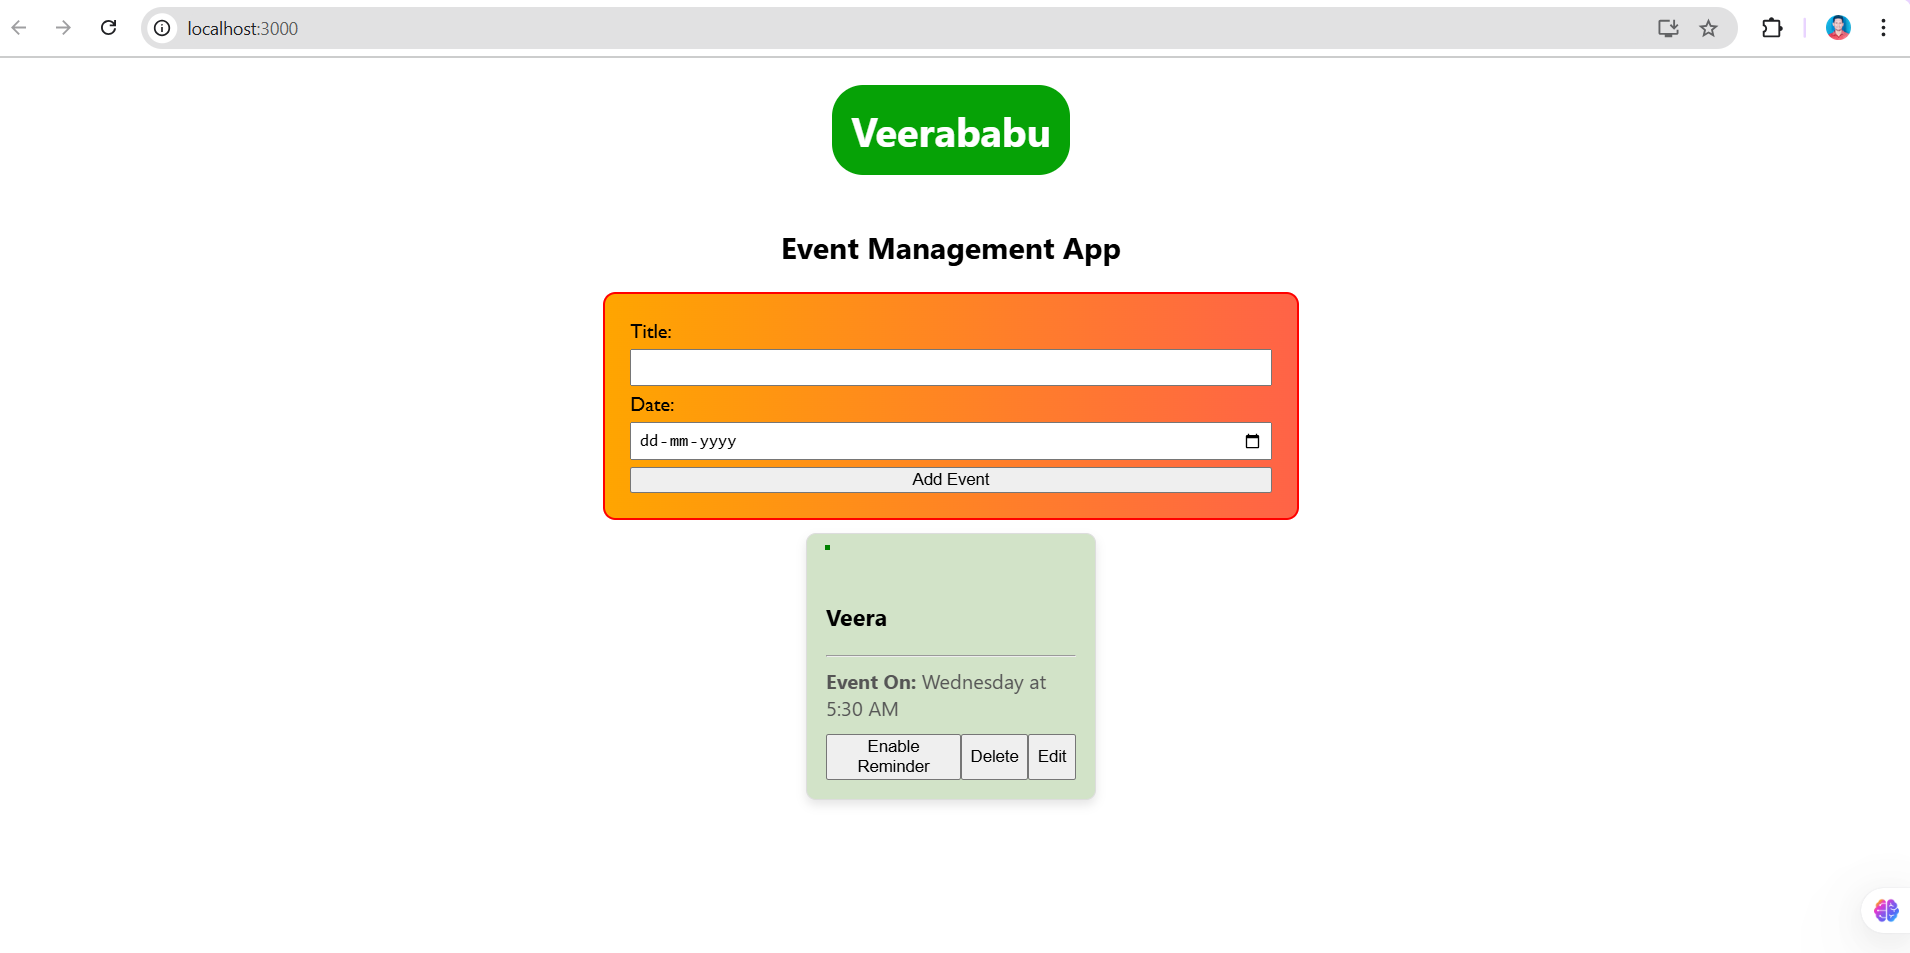 localhost:3000
Veerababu
Event Management App
Title:
Date:
dd-mm-yyyy
Add Event
Veera
Event On: Wednesday at
5:30 AM
Enable
Reminder
Delete
Edit